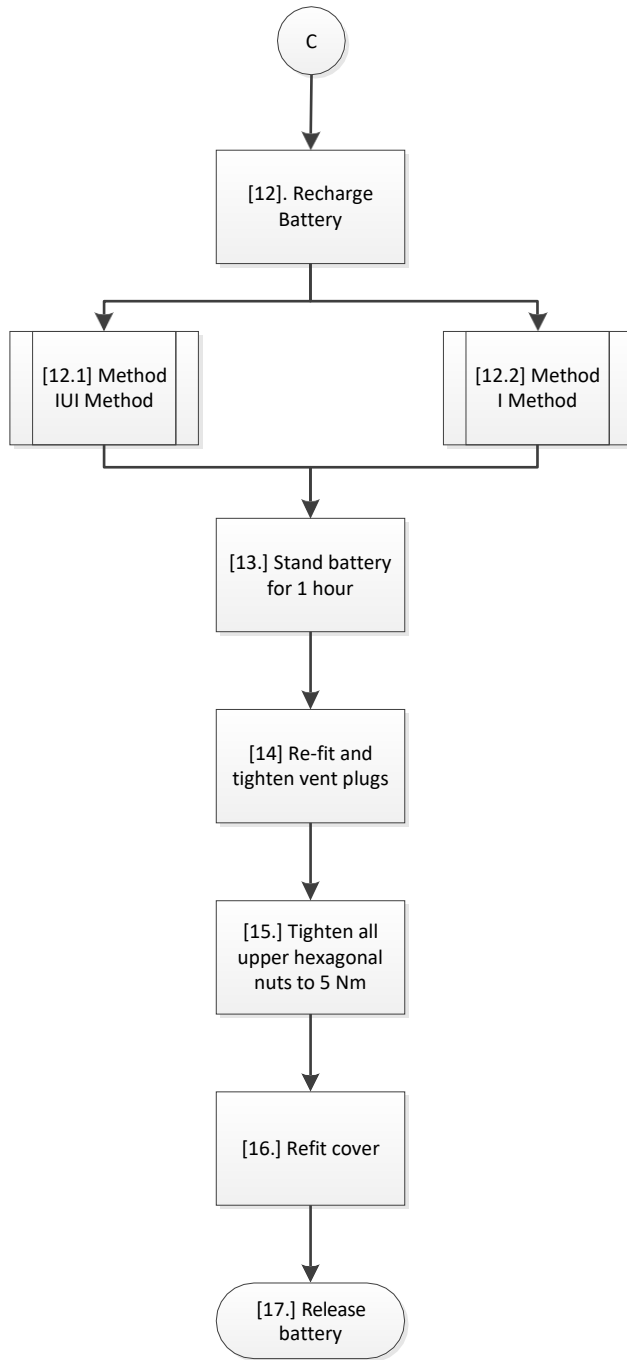 C
[12]. Recharge
Battery
[12.1] Method
IUI Method
[12.2] Method
I Method
[13.] Stand battery
for 1 hour
[14] Re-fit and
tighten vent plugs
[15.] Tighten all
upper hexagonal
nuts to 5 Nm
[16.] Refit cover
[17.] Release
battery